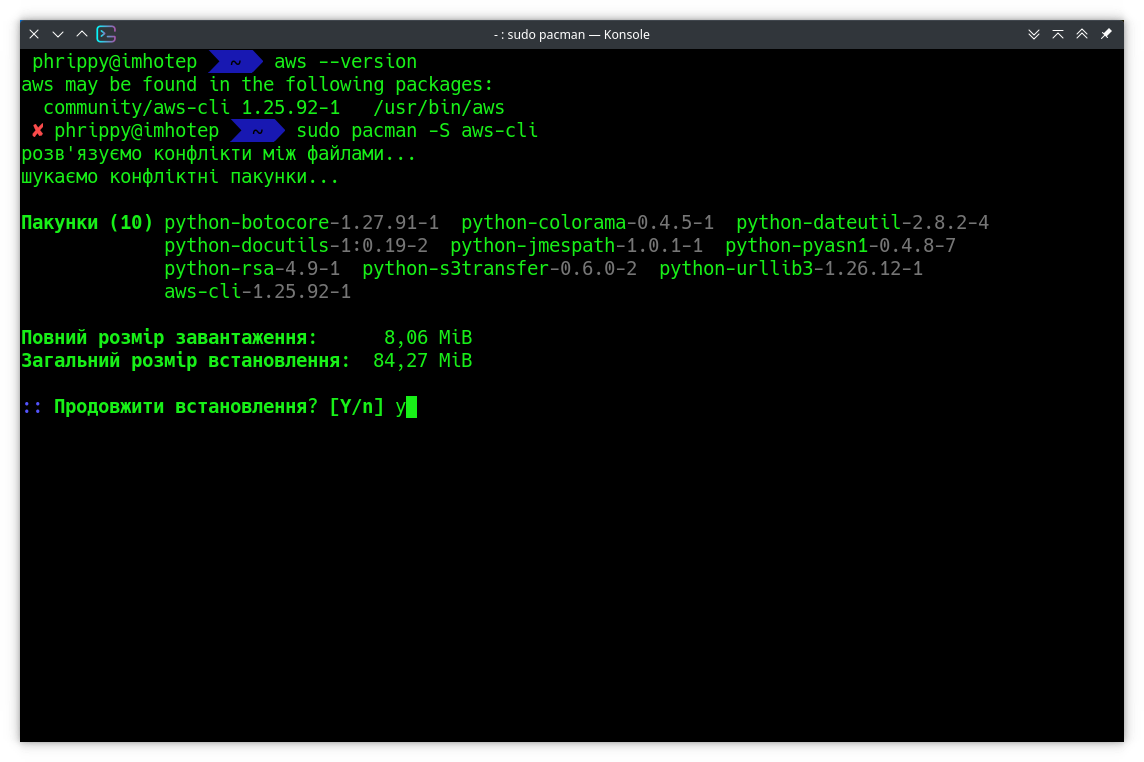 - : sudo pacman — Konsole
phrippy@imhotep ~ aws --version
aws may be found in the following packages:
community/aws-cli 1.25.92-1 /usr/bin/aws
✘ phrippy@imhotep ~ sudo pacman -S aws-cli
розв'язуємо конфлікти між файлами...
шукаємо конфліктні пакунки...
Пакунки (10) python-botocore-1.27.91-1 python-colorama-0.4.5-1 python-dateutil-2.8.2-4
python-docutils-1:0.19-2 python-jmespath-1.0.1-1 python-pyasn1-0.4.8-7
python-rsa-4.9-1 python-s3transfer-0.6.0-2 python-urllib3-1.26.12-1
aws-cli-1.25.92-1
Повний розмір завантаження: 8,06 MiB
Загальний розмір встановлення: 84,27 MiB
:: Продовжити встановлення? [Y/n] y